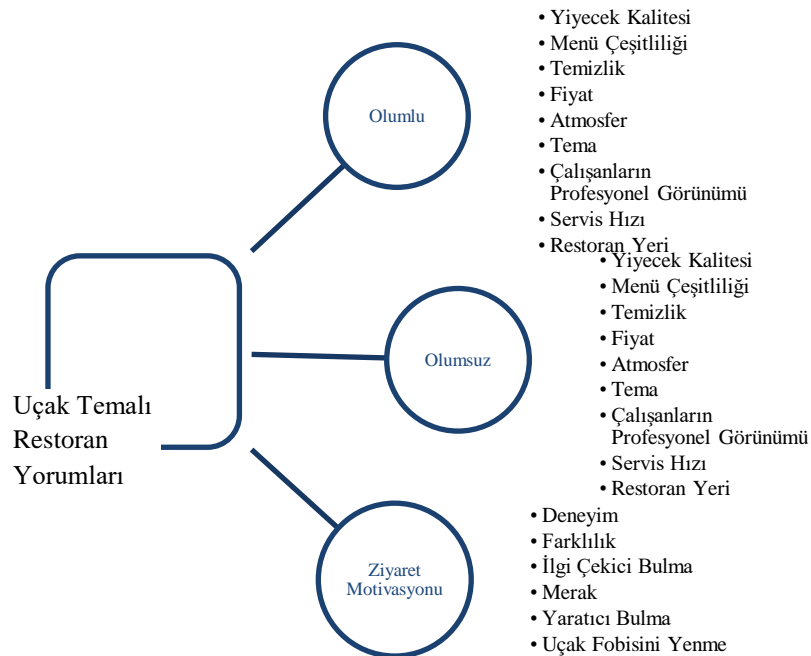 Uçak Temalı
Restoran
Yorumları
Olumlu
• Yiyecek Kalitesi
• Menü Çeşitliliği
• Temizlik
• Fiyat
• Atmosfer
• Tema
• Çalışanların
Profesyonel Görünümü
• Servis Hızı
• Restoran Yeri
Olumsuz
• Yiyecek Kalitesi
• Menü Çeşitliliği
• Temizlik
• Fiyat
• Atmosfer
• Tema
• Çalışanların
Profesyonel Görünümü
• Servis Hızı
• Restoran Yeri
Ziyaret
Motivasyonu
• Deneyim
• Farklılık
• İlgi Çekici Bulma
• Merak
• Yaratıcı Bulma
• Uçak Fobisini Yenme